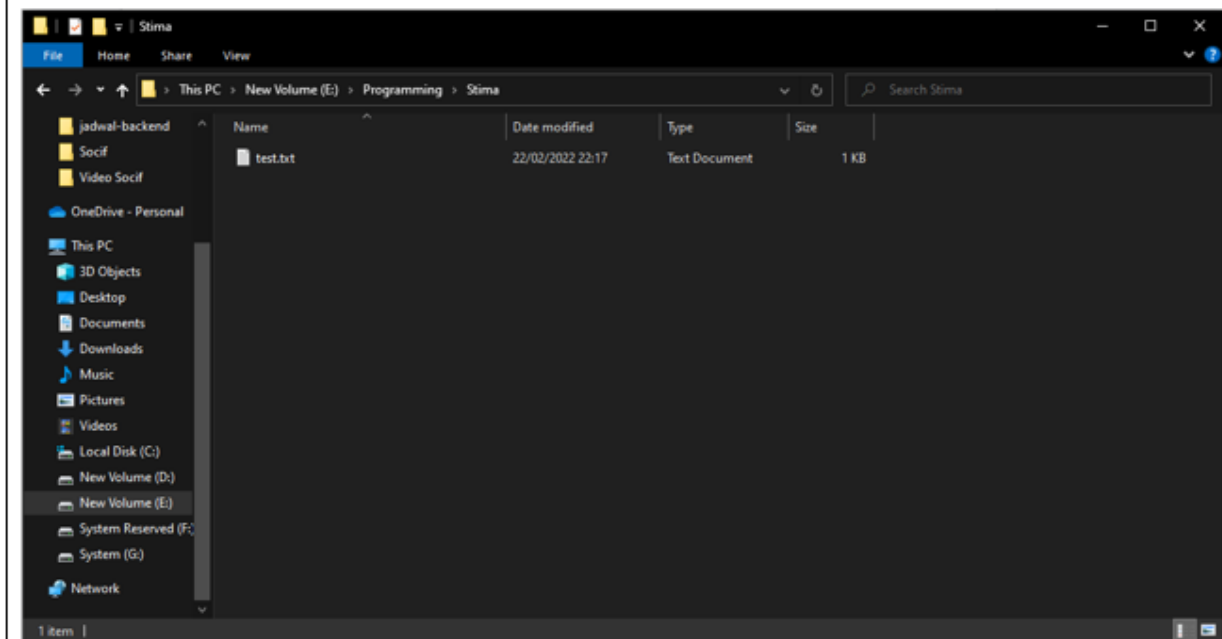 Stima
File Home Share View
This PC > New Volume (E:) > Programming > Stima
Search Stima
jadwal-backend
Socif
Video Socif
OneDrive - Personal
This PC
3D Objects
Desktop
Documents
Downloads
Music
Pictures
Videos
Local Disk (C:)
New Volume (D:)
New Volume (E:)
System Reserved (F:)
System (G:)
Network
Name Date modified Type Size
test.txt 22/02/2022 22:17 Text Document 1 KB
1 item